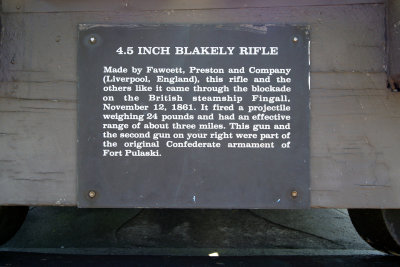 4.5 INCH BLAKELY RIFLE
Made by Fawcett, Preston and Company
(Liverpool, England), this rifle and the
others like it came through the blockade
on the British steamship Fingall,
November 12, 1861. It fired a projectile
weighing 24 pounds and had an effective
range of about three miles. This gun and
the second gun on your right were part of
the original Confederate armament of
Fort Pulaski.